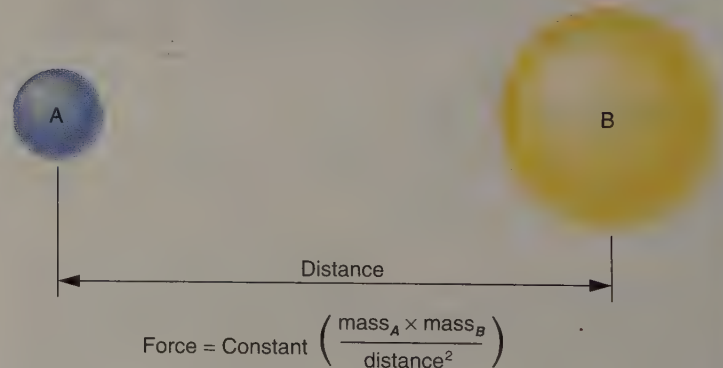 A
B
Distance
Force = Constant ( mass_A × mass_B / distance² )